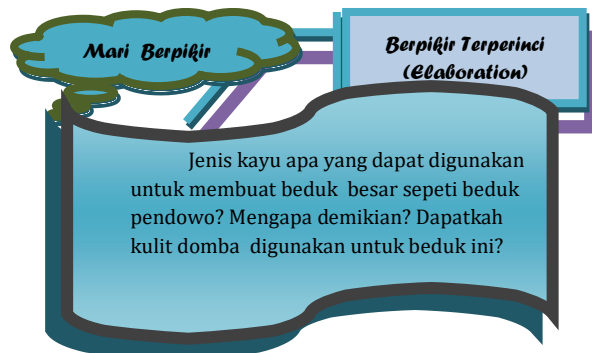 Mari Berpikir
Berpikir Terperinci
(Elaboration)
Jenis kayu apa yang dapat digunakan
untuk membuat beduk besar sepeti beduk
pendowo? Mengapa demikian? Dapatkah
kulit domba digunakan untuk beduk ini?